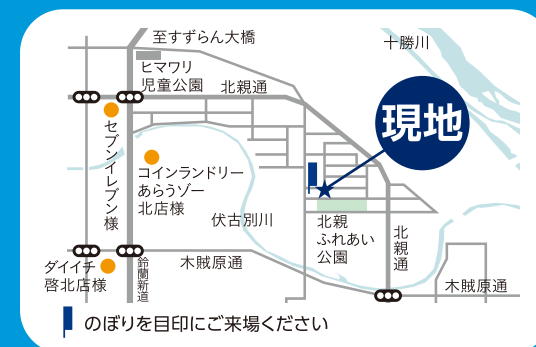 至すずらん大橋
十勝川
ヒマワリ
児童公園
北親通
現地
セブンイレブン様
コインランドリー
あらうゾー
北店様
伏古別川
北親
ふれあい
公園
北親通
ダイイチ
啓北店様
鈴蘭新道
木賊原通
木賊原通
のぼりを目印にご来場ください